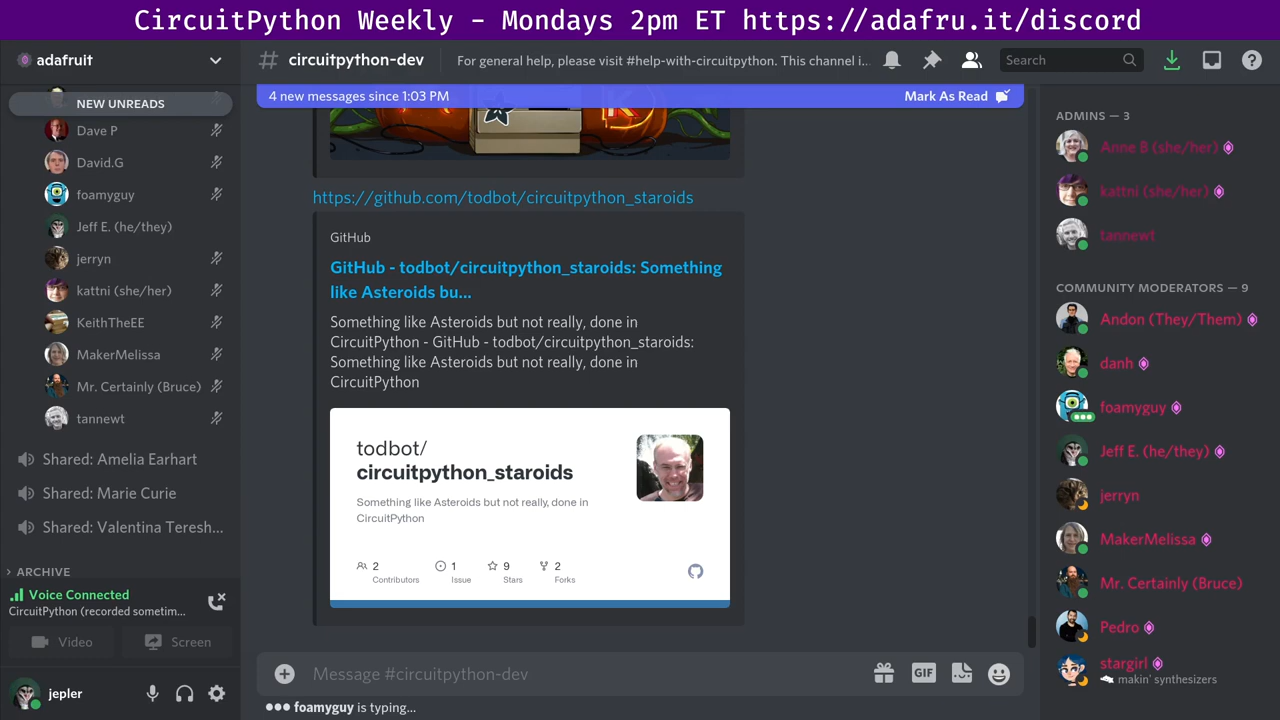 CircuitPython Weekly - Mondays 2pm ET https://adafru.it/discord
adafruit
NEW UNREADS
Dave P
David.G
foamyguy
Jeff E. (he/they)
jerryn
kattni (she/her)
KeithTheEE
MakerMelissa
Mr. Certainly (Bruce)
tannewt
Shared: Amelia Earhart
Shared: Marie Curie
Shared: Valentina Teresh...
ARCHIVE
Voice Connected
CircuitPython (recorded sometim...
Video
Screen
jepler
# circuitpython-dev
For general help, please visit #help-with-circuitpython. This channel i...
Search
4 new messages since 1:03 PM
Mark As Read
https://github.com/todbot/circuitpython_staroids
GitHub
GitHub - todbot/circuitpython_staroids: Something
like Asteroids bu...
Something like Asteroids but not really, done in
CircuitPython - GitHub - todbot/circuitpython_staroids:
Something like Asteroids but not really, done in
CircuitPython
todbot/
circuitpython_staroids
Something like Asteroids but not really, done in
CircuitPython
2
Contributors
1
Issue
9
Stars
2
Forks
Message #circuitpython-dev
GIF
foamyguy is typing...
ADMINS — 3
Anne B (she/her)
kattni (she/her)
tannewt
COMMUNITY MODERATORS — 9
Andon (They/Them)
danh
foamyguy
Jeff E. (he/they)
jerryn
MakerMelissa
Mr. Certainly (Bruce)
Pedro
stargirl
makin' synthesizers